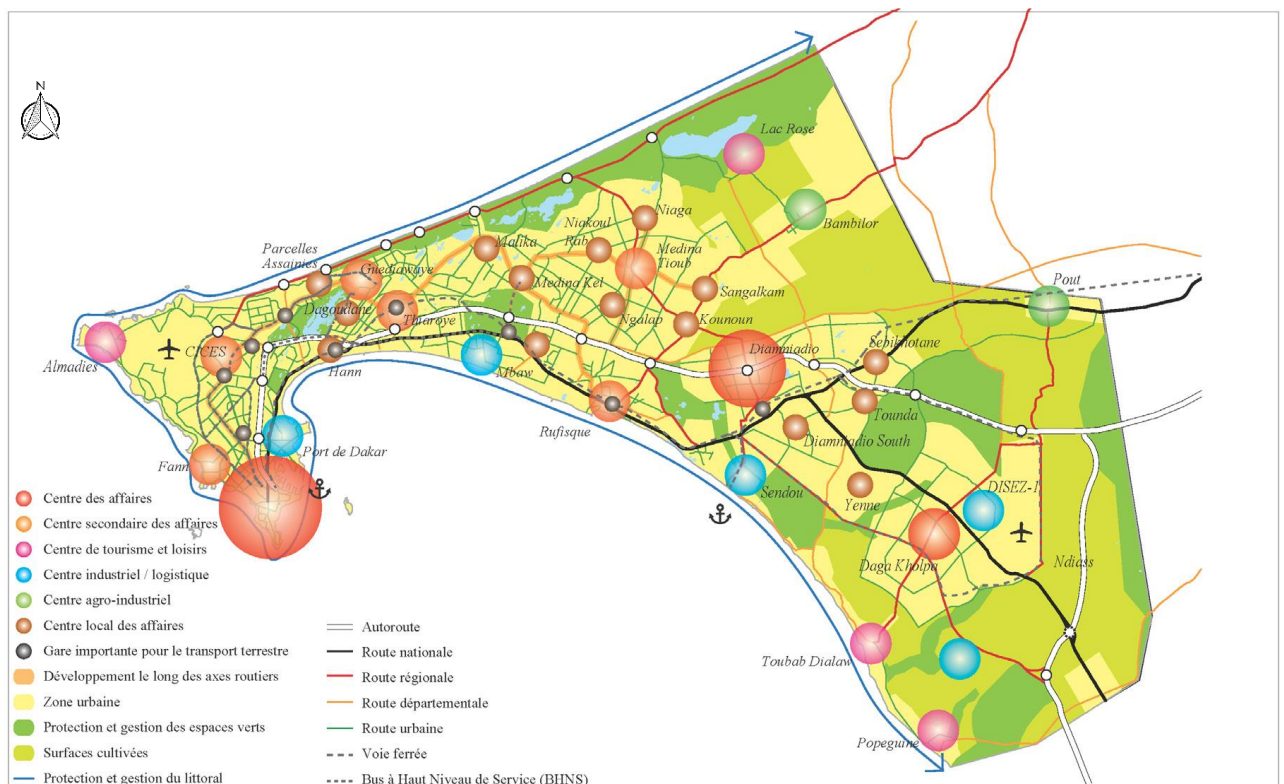 N
Lac Rose
Bambilor
Niaga
Niakoul
Rab
Medina
Tioub
Malika
Parcelles
Assainies
Guediawaye
Medina Kel
Sangalkam
Pout
Dagoudane
Thiaroye
Ngalap
Kounoun
Almadies
CICES
Hann
Mbaw
Diamniadio
Sebikhotane
Rufisque
Tounda
Diamniadio South
Fann
Port de Dakar
Sendou
Yenne
DISEZ-1
Daga Kholpa
Ndiass
Toubab Dialaw
Popeguine
Centre des affaires
Centre secondaire des affaires
Centre de tourisme et loisirs
Centre industriel / logistique
Centre agro-industriel
Centre local des affaires
Gare importante pour le transport terrestre
Développement le long des axes routiers
Zone urbaine
Protection et gestion des espaces verts
Surfaces cultivées
Protection et gestion du littoral
Autoroute
Route nationale
Route régionale
Route départementale
Route urbaine
Voie ferrée
Bus à Haut Niveau de Service (BHNS)